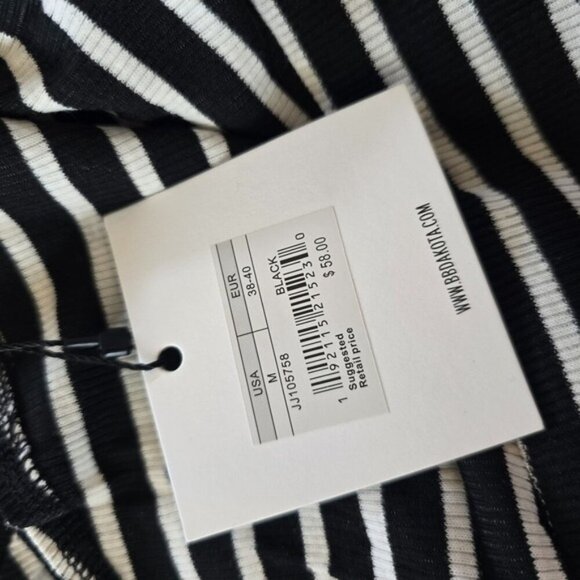 USA EUR
M 38-40
JJ105758 BLACK
1 92115 21523 0
Suggested $ 58.00
Retail price
WWW.BBDAKOTA.COM